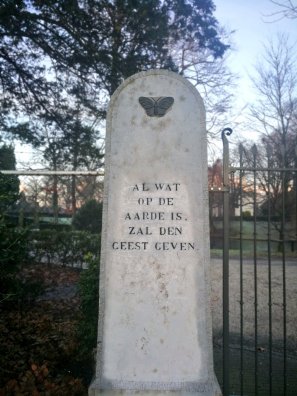 AL WAT
OP DE
AARDE IS,
ZAL DEN
GEEST GEVEN.